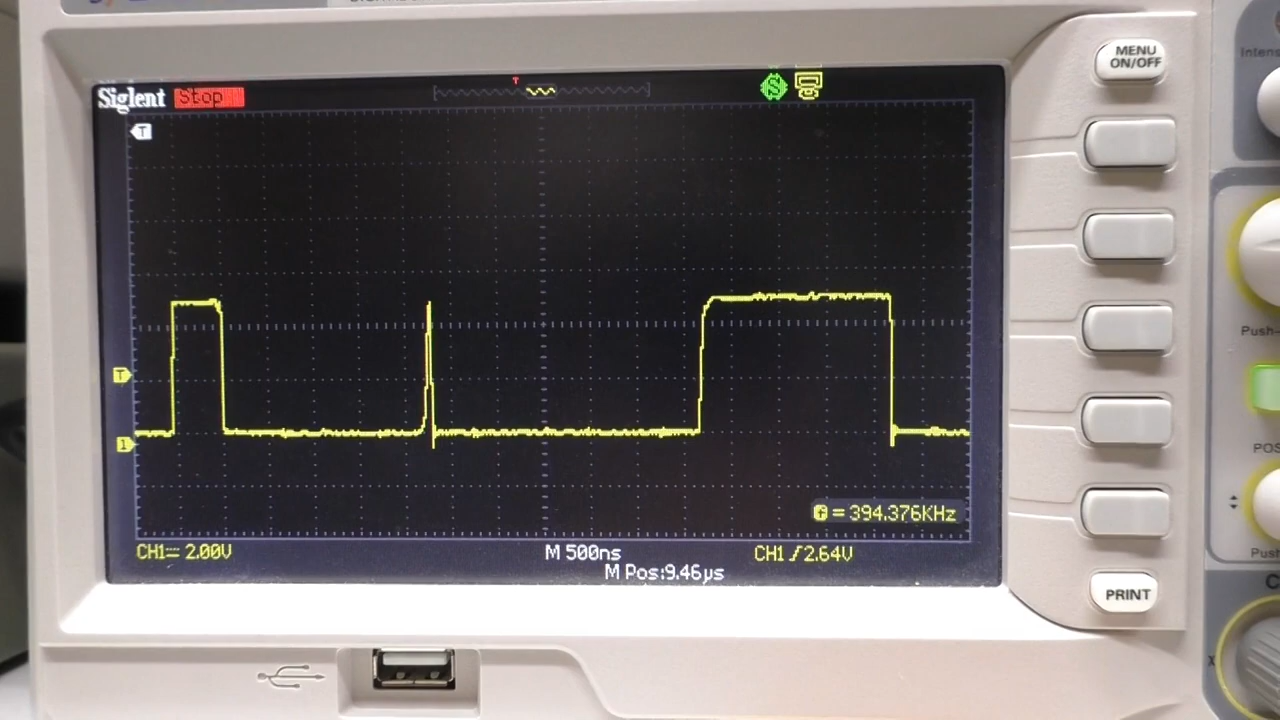 MENU
ON/OFF
Siglent Stop
T
T
1
= 394.376KHz
CH1 2.00V
M 500ns
CH1 2.64V
M Pos:9.46µs
Push-
POS
Push
PRINT
X